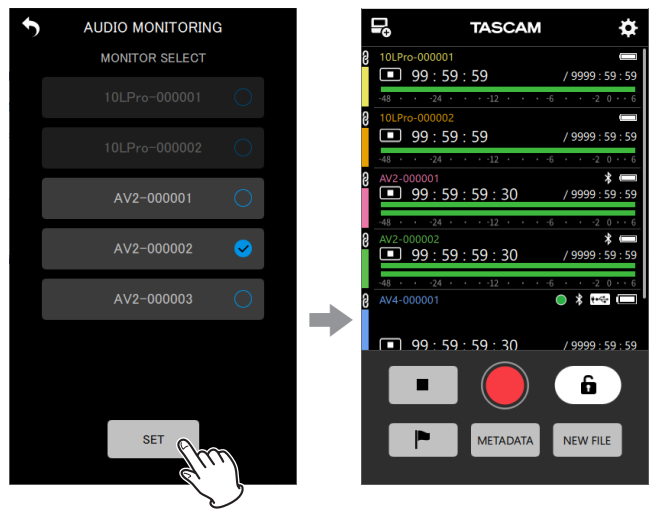 AUDIO MONITORING
MONITOR SELECT
10LPro-000001
10LPro-000002
AV2-000001
AV2-000002
AV2-000003
SET
TASCAM
10LPro-000001
99 : 59 : 59 / 9999 : 59 : 59
-48 -24 -12 -6 -2 0 6
10LPro-000002
99 : 59 : 59 / 9999 : 59 : 59
-48 -24 -12 -6 -2 0 6
AV2-000001
99 : 59 : 59 : 30 / 9999 : 59 : 59
-48 -24 -12 -6 -2 0 6
AV2-000002
99 : 59 : 59 : 30 / 9999 : 59 : 59
-48 -24 -12 -6 -2 0 6
AV4-000001
99 : 59 : 59 : 30 / 9999 : 59 : 59
METADATA
NEW FILE